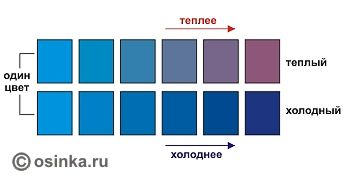 теплее
один
цвет
теплый
холодный
холоднее
© osinka.ru